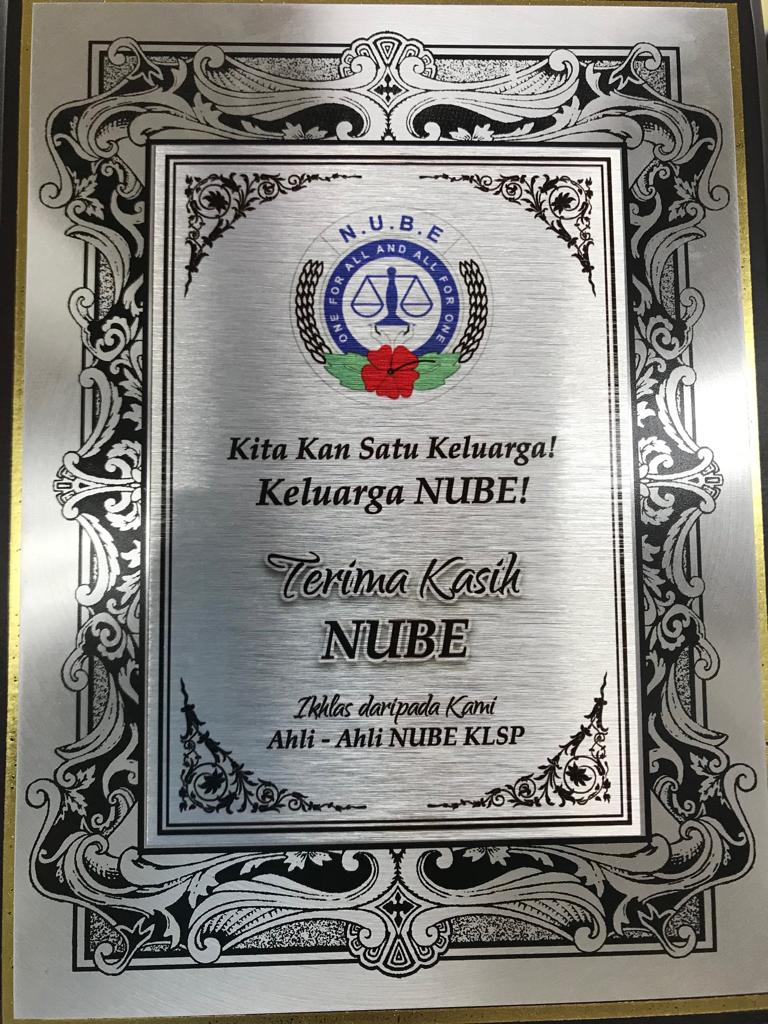 N.U.B.E
ONE FOR ALL AND ALL FOR ONE
Kita Kan Satu Keluarga!
Keluarga NUBE!
Terima Kasih
NUBE
Ikhlas daripada Kami
Ahli - Ahli NUBE KLSP